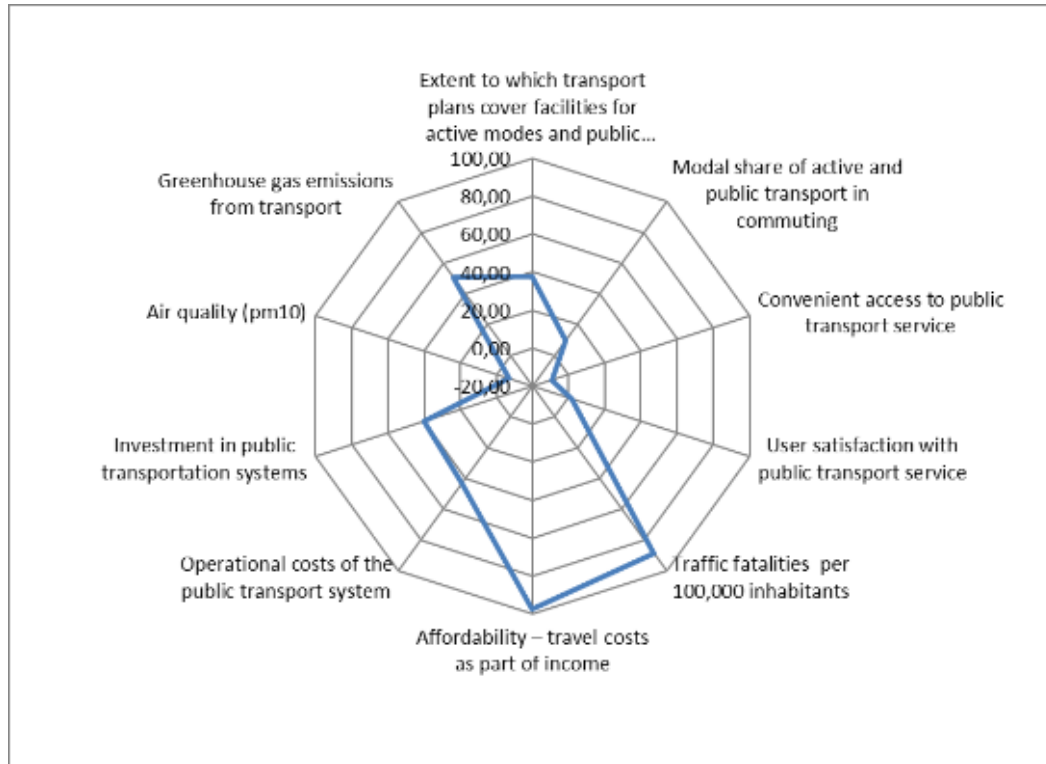 Extent to which transport
plans cover facilities for
active modes and public...
Modal share of active and
public transport in
commuting
Convenient access to public
transport service
User satisfaction with
public transport service
Traffic fatalities per
100,000 inhabitants
Affordability – travel costs
as part of income
Operational costs of the
public transport system
Investment in public
transportation systems
Air quality (pm10)
Greenhouse gas emissions
from transport
100,00
80,00
60,00
40,00
20,00
0,00
-20,00